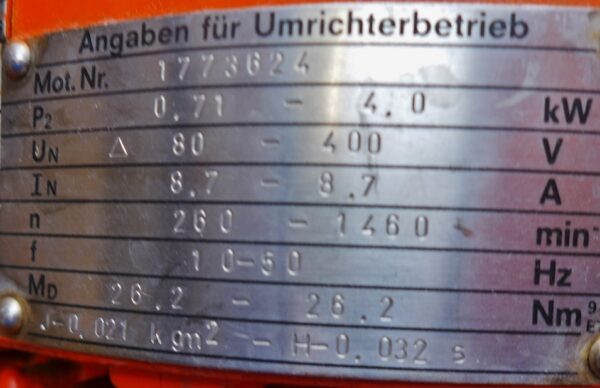 Angaben für Umrichterbetrieb
Mot.Nr. 1773624
P2 0,71 - 4.0 kW
UN Δ 80 - 400 V
IN 8.7 - 8.7 A
n 260 - 1460 min-
f 10-50 Hz
MD 26.2 - 26.2 Nm
J-0,021 kgm2 - H-0,032 s